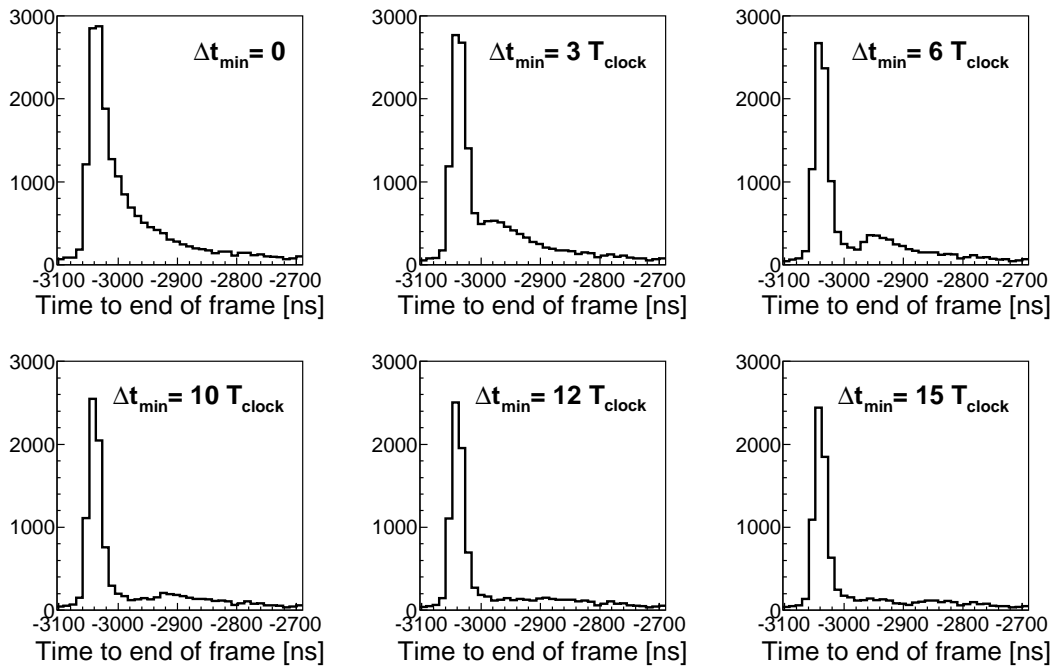 3000
Δt_min= 0
2000
1000
0
-3100 -3000 -2900 -2800 -2700
Time to end of frame [ns]
3000
Δt_min= 3 T_clock
2000
1000
0
-3100 -3000 -2900 -2800 -2700
Time to end of frame [ns]
3000
Δt_min= 6 T_clock
2000
1000
0
-3100 -3000 -2900 -2800 -2700
Time to end of frame [ns]
3000
Δt_min= 10 T_clock
2000
1000
0
-3100 -3000 -2900 -2800 -2700
Time to end of frame [ns]
3000
Δt_min= 12 T_clock
2000
1000
0
-3100 -3000 -2900 -2800 -2700
Time to end of frame [ns]
3000
Δt_min= 15 T_clock
2000
1000
0
-3100 -3000 -2900 -2800 -2700
Time to end of frame [ns]